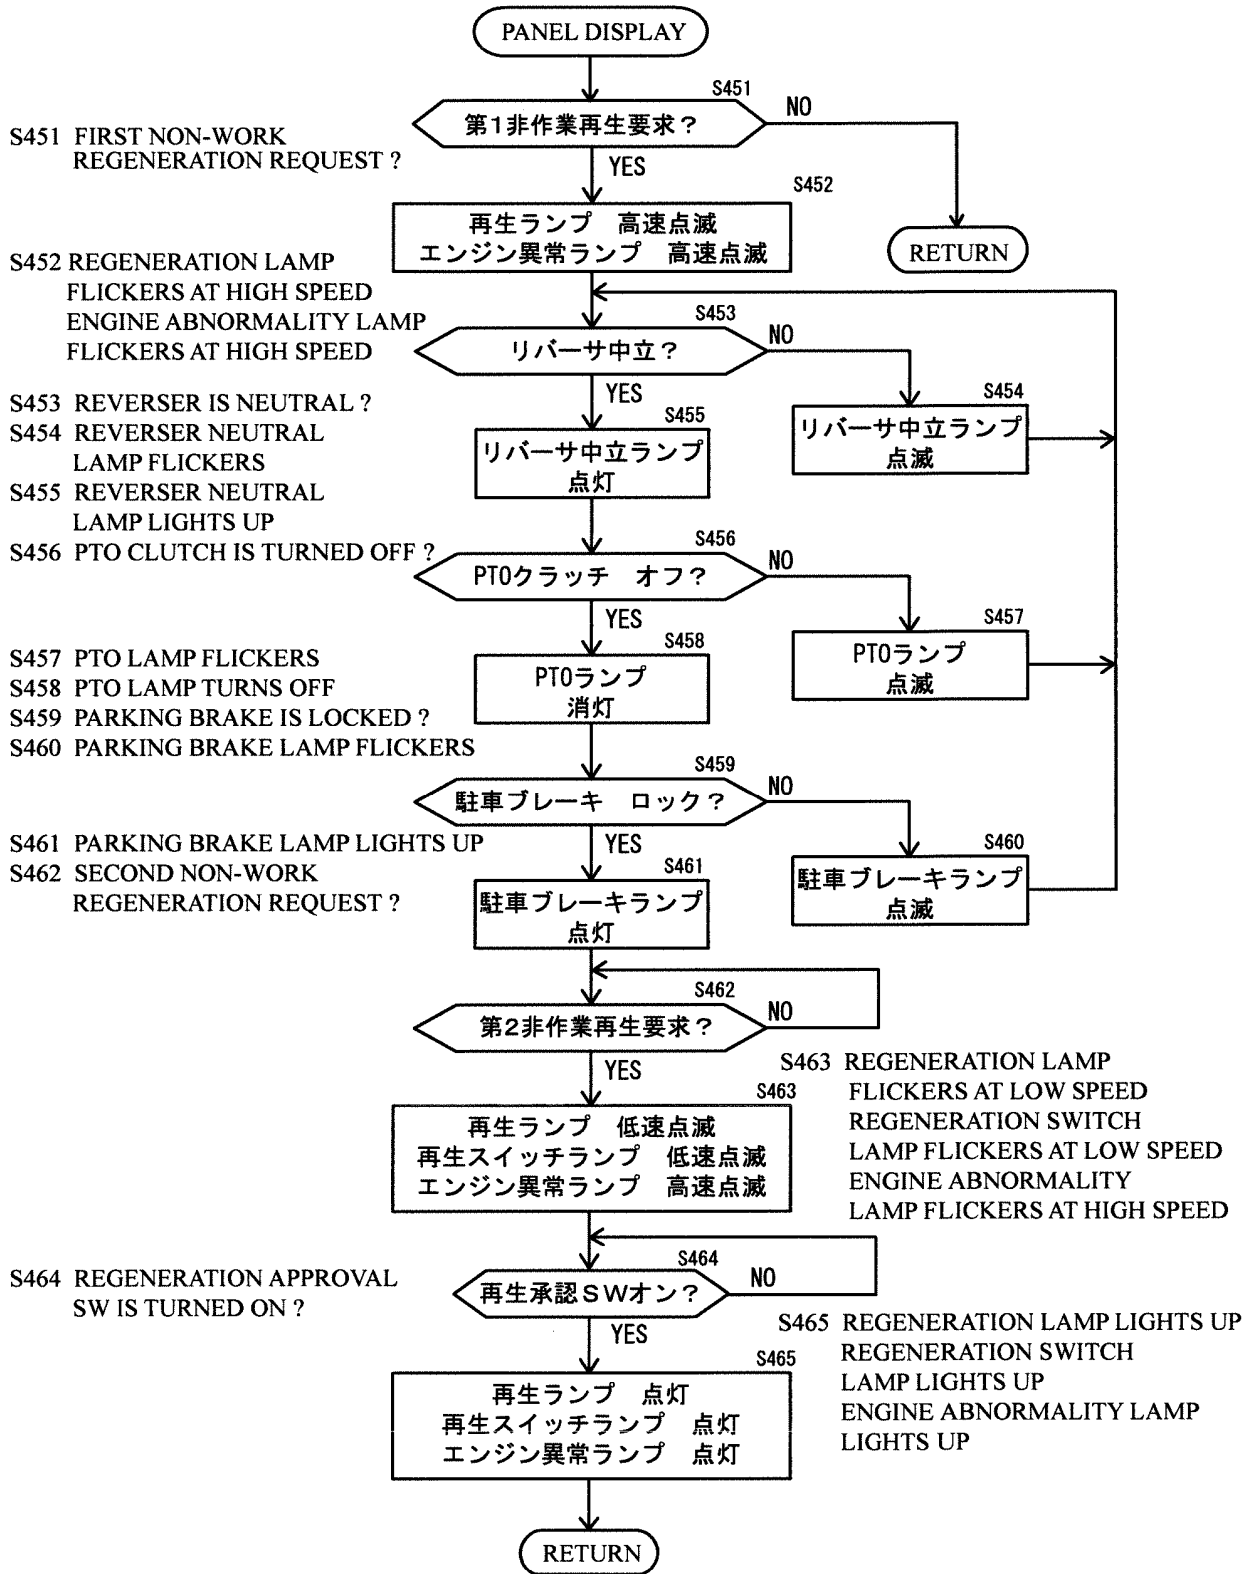 PANEL DISPLAY
S451
第1非作業再生要求？
NO
S451 FIRST NON-WORK
REGENERATION REQUEST ?
YES
S452
再生ランプ 高速点滅
エンジン異常ランプ 高速点滅
RETURN
S452 REGENERATION LAMP
FLICKERS AT HIGH SPEED
ENGINE ABNORMALITY LAMP
FLICKERS AT HIGH SPEED
S453
リバーサ中立？
NO
YES
S453 REVERSER IS NEUTRAL ?
S454 REVERSER NEUTRAL
LAMP FLICKERS
S455 REVERSER NEUTRAL
LAMP LIGHTS UP
S456 PTO CLUTCH IS TURNED OFF ?
S454
リバーサ中立ランプ
点滅
S455
リバーサ中立ランプ
点灯
S456
PTOクラッチ オフ？
NO
YES
S457
PTOランプ
点滅
S458
PTOランプ
消灯
S457 PTO LAMP FLICKERS
S458 PTO LAMP TURNS OFF
S459 PARKING BRAKE IS LOCKED ?
S460 PARKING BRAKE LAMP FLICKERS
S459
駐車ブレーキ ロック？
NO
YES
S461 PARKING BRAKE LAMP LIGHTS UP
S462 SECOND NON-WORK
REGENERATION REQUEST ?
S460
駐車ブレーキランプ
点滅
S461
駐車ブレーキランプ
点灯
S462
第2非作業再生要求？
NO
YES
S463
再生ランプ 低速点滅
再生スイッチランプ 低速点滅
エンジン異常ランプ 高速点滅
S463 REGENERATION LAMP
FLICKERS AT LOW SPEED
REGENERATION SWITCH
LAMP FLICKERS AT LOW SPEED
ENGINE ABNORMALITY
LAMP FLICKERS AT HIGH SPEED
S464 REGENERATION APPROVAL
SW IS TURNED ON ?
S464
再生承認SWオン？
NO
YES
S465
再生ランプ 点灯
再生スイッチランプ 点灯
エンジン異常ランプ 点灯
S465 REGENERATION LAMP LIGHTS UP
REGENERATION SWITCH
LAMP LIGHTS UP
ENGINE ABNORMALITY LAMP
LIGHTS UP
RETURN